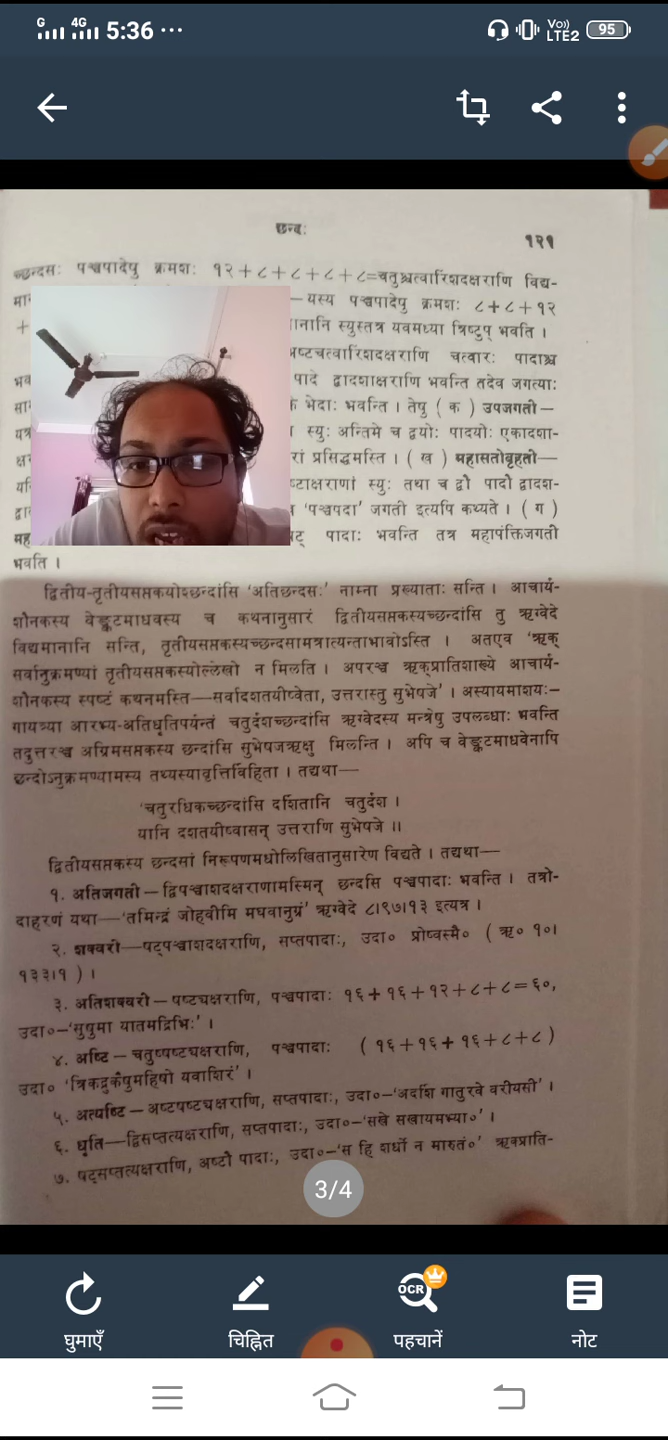 G 4G 5:36 ··· Vo)) LTE2 95
छन्दः
१२१
च्छन्दसः पञ्चपादेषु क्रमशः १२+८+८+८+८=चतुश्चत्वारिंशदक्षराणि विद्य-
मान —यस्य पञ्चपादेषु क्रमशः ८+८+१२
+ ानानि स्युस्तत्र यवमध्या त्रिष्टुप् भवति ।
अष्टचत्वारिंशदक्षराणि चत्वारः पादाश्च
भव पादे द्वादशाक्षराणि भवन्ति तदेव जगत्याः
सा भेदाः भवन्ति । तेषु ( क ) उपजगती—
यत्र स्युः अन्तिमे च द्वयोः पादयोः एकादशा-
क्षर रां प्रसिद्धमस्ति । ( ख ) महासतोबृहती—
यति ष्टाक्षराणां स्युः तथा च द्वौ पादौ द्वादश-
द्वा 'पञ्चपदा' जगती इत्यपि कथ्यते । ( ग )
मह षट् पादाः भवन्ति तत्र महापंक्तिजगती
भवति ।
द्वितीय-तृतीयसप्तकयोश्छन्दांसि 'अतिछन्दसः' नाम्ना प्रख्याताः सन्ति । आचार्य-
शौनकस्य वेङ्कटमाधवस्य च कथनानुसारं द्वितीयसप्तकस्यच्छन्दांसि तु ऋग्वेदे
विद्यमानानि सन्ति, तृतीयसप्तकस्यच्छन्दसामत्रात्यन्ताभावोऽस्ति । अतएव 'ऋक्
सर्वानुक्रमण्यां तृतीयसप्तकस्योल्लेखो न मिलति । अपरञ्च ऋक्प्रातिशाख्ये आचार्य-
शौनकस्य स्पष्टं कथनमस्ति—सर्वादशतयीष्वेता, उत्तरास्तु सुभेषजे' । अस्यायमाशयः—
गायत्र्या आरभ्य-अतिधृतिपर्यन्तं चतुर्दशच्छन्दांसि ऋग्वेदस्य मन्त्रेषु उपलब्धाः भवन्ति
तदुत्तरञ्च अग्रिमसप्तकस्य छन्दांसि सुभेषजऋक्षु मिलन्ति । अपि च वेङ्कटमाधवेनापि
छन्दोऽनुक्रमण्यामस्य तथ्यस्यावृत्तिर्विहिता । तद्यथा—
'चतुरधिकच्छन्दांसि दर्शितानि चतुर्दश ।
यानि दशतयीष्वासन् उत्तराणि सुभेषजे ॥
द्वितीयसप्तकस्य छन्दसां निरूपणमधोलिखितानुसारेण विद्यते । तद्यथा—
१. अतिजगती—द्विपञ्चाशदक्षराणामस्मिन् छन्दसि पञ्चपादाः भवन्ति । तत्रो-
दाहरणं यथा—'तमिन्द्रं जोहवीमि मघवानुग्रं' ऋग्वेदे ८।९७।१३ इत्यत्र ।
२. शक्वरी—षट्पञ्चाशदक्षराणि, सप्तपादाः, उदा० प्रोष्वस्मै० ( ऋ० १०।
१३३।१ ) ।
३. अतिशक्वरी—षष्ट्यक्षराणि, पञ्चपादाः १६+१६+१२+८+८=६०,
उदा०–'सुषुमा यातमद्रिभिः' ।
४. अष्टि—चतुष्षष्ट्यक्षराणि, पञ्चपादाः ( १६+१६+१६+८+८ )
उदा० 'त्रिकद्रुकेषुमहिषो यवाशिरं' ।
५. अत्यष्टि—अष्टषष्ट्यक्षराणि, सप्तपादाः, उदा०–'अदर्शि गातुरवे वरीयसी' ।
६. धृति—द्विसप्तत्यक्षराणि, सप्तपादाः, उदा०–'सखे सखायमभ्या०' ।
७. षट्सप्तत्यक्षराणि, अष्टौ पादाः, उदा०–'स हि शर्धो न मारुतं०' ऋक्प्राति-
3/4
OCR
घुमाएँ चिह्नित पहचानें नोट